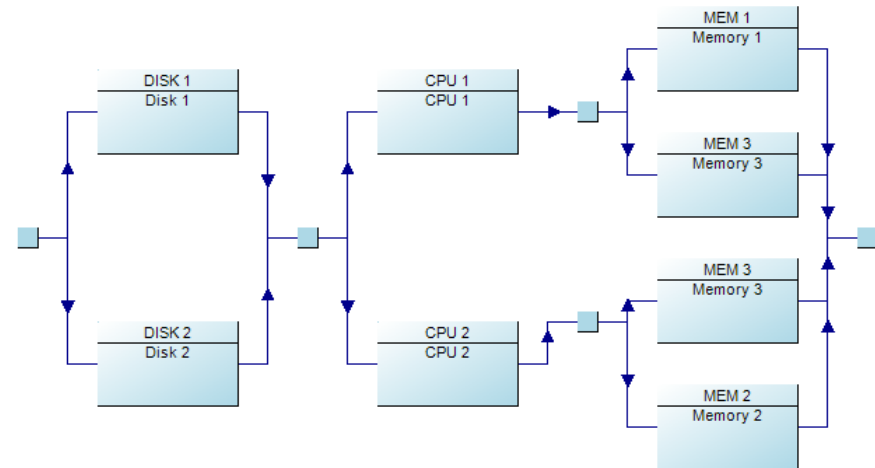 DISK 1
Disk 1
DISK 2
Disk 2
CPU 1
CPU 1
CPU 2
CPU 2
MEM 1
Memory 1
MEM 3
Memory 3
MEM 3
Memory 3
MEM 2
Memory 2